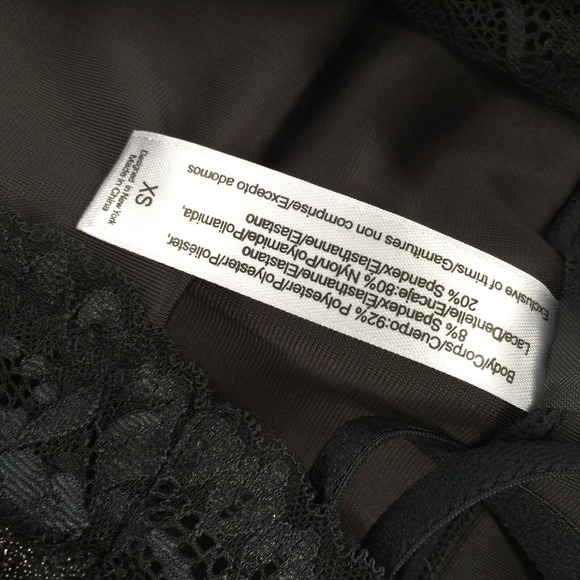 Body/Corps/Cuerpo:92% Polyester/Polyester/Poliéster,
8% Spandex/Elasthanne/Elastano
Lace/Dentelle/Encaje:80% Nylon/Polyamide/Poliamida,
20% Spandex/Elasthanne/Elastano
Exclusive of trims/Garnitures non comprise/Excepto adornos
XS
Designed in New York
Made in China